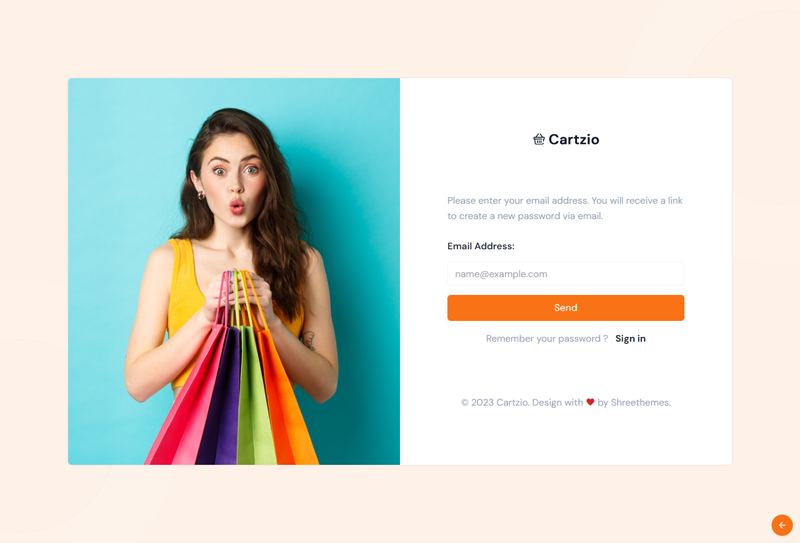 Cartzio
Please enter your email address. You will receive a link
to create a new password via email.
Email Address:
name@example.com
Send
Remember your password ? Sign in
© 2023 Cartzio. Design with ❤ by Shreethemes.